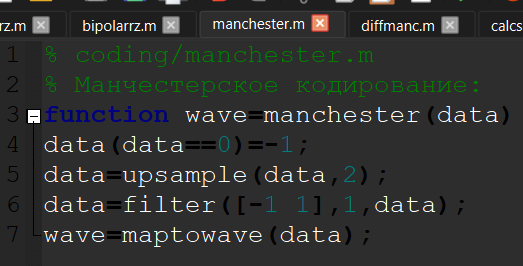 rz.m bipolarrz.m manchester.m diffmanc.m calcs
1 % coding/manchester.m
2 % Манчестерское кодирование:
3 function wave=manchester(data)
4 data(data==0)=-1;
5 data=upsample(data,2);
6 data=filter([-1 1],1,data);
7 wave=maptowave(data);